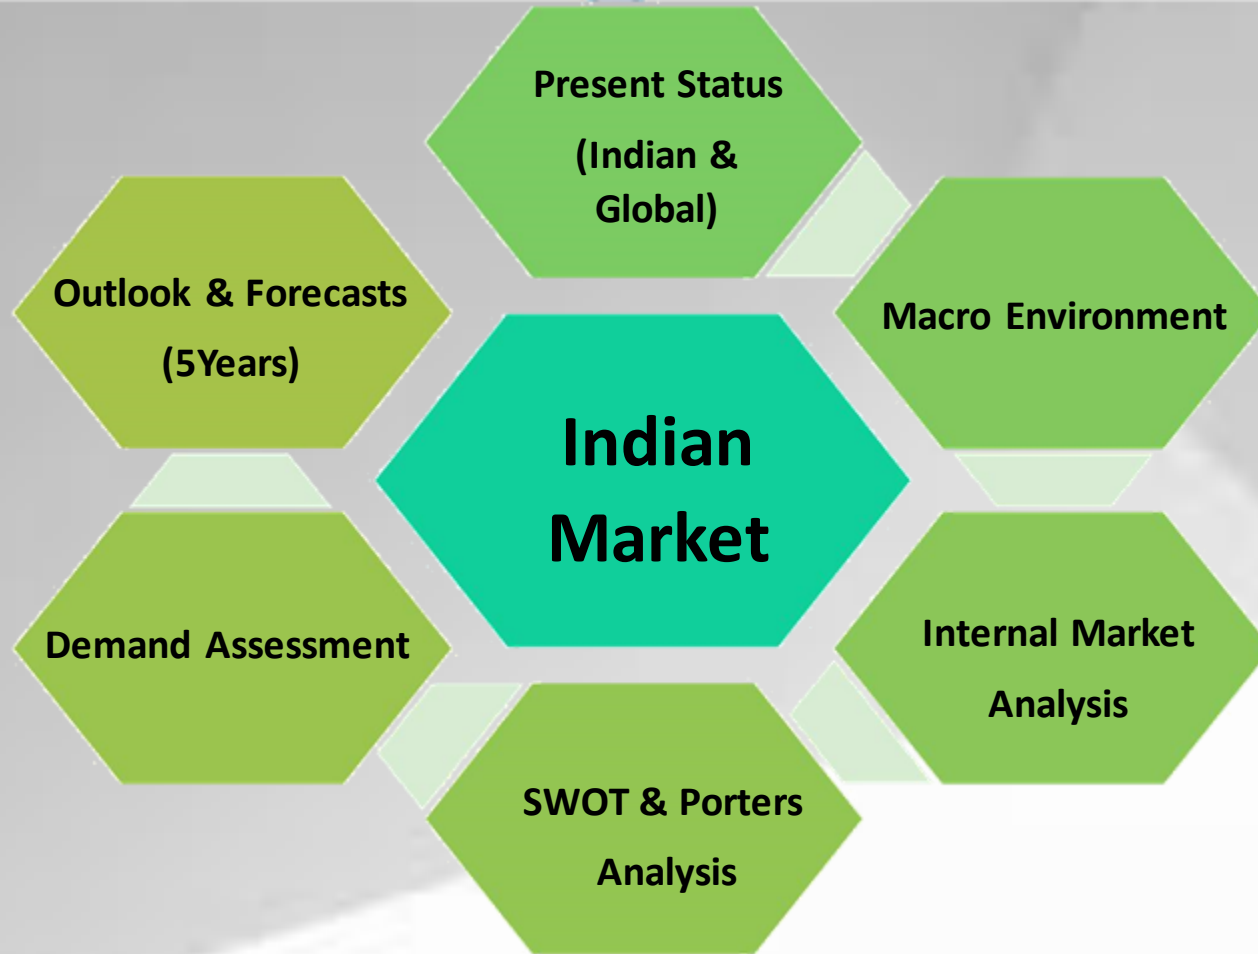 Present Status
(Indian &
Global)
Macro Environment
Internal Market
Analysis
SWOT & Porters
Analysis
Demand Assessment
Outlook & Forecasts
(5Years)
Indian
Market